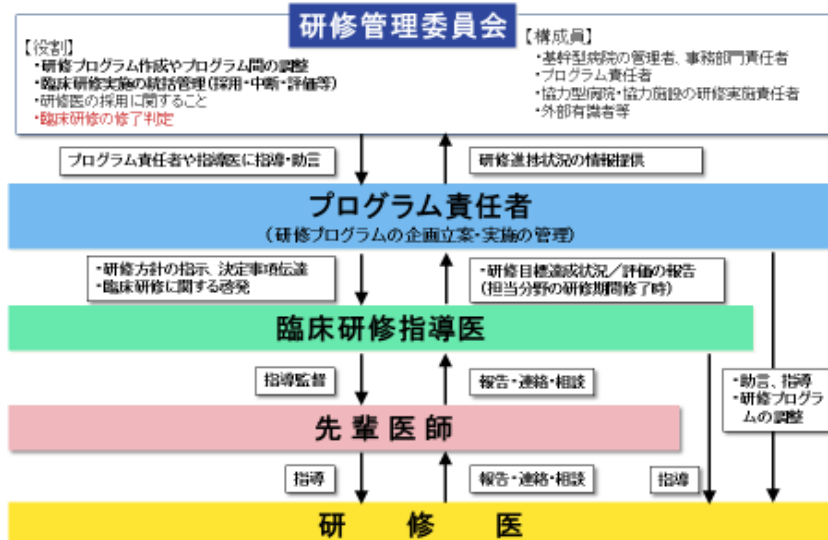 研修管理委員会
【役割】
・研修プログラム作成やプログラム間の調整
・臨床研修実施の統括管理(採用・中断・評価等)
・研修医の採用に関すること
・臨床研修の修了判定
【構成員】
・基幹型病院の管理者、事務部門責任者
・プログラム責任者
・協力型病院・協力施設の研修実施責任者
・外部有識者等
プログラム責任者や指導医に指導・助言
研修進捗状況の情報提供
プログラム責任者
(研修プログラムの企画立案・実施の管理)
・研修方針の指示、決定事項伝達
・臨床研修に関する啓発
・研修目標達成状況/評価の報告
(担当分野の研修期間修了時)
臨床研修指導医
指導監督
報告・連絡・相談
・助言、指導
・研修プログラ
ムの調整
先輩医師
指導
報告・連絡・相談
指導
研修医